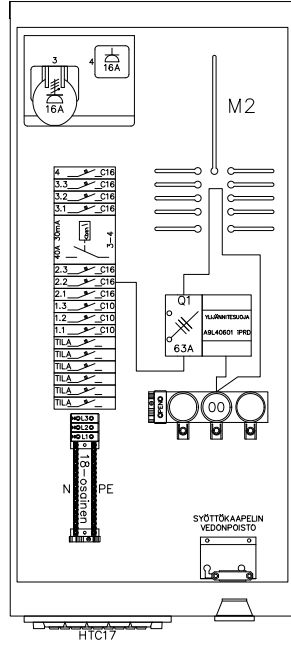 3
4
16A
16A
M2
4 C16
3.3 C16
3.2 C16
3.1 C16
40A 30mA
3-4
2.3 C16
2.2 C16
2.1 C16
1.3 C10
1.2 C10
1.1 C10
TILA
TILA
TILA
TILA
TILA
TILA
Q1
63A
YLIJÄNNITESUOJA
A9L40601 1PRD
OPEN
00
L3
L2
L1
N
18-osainen
PE
SYÖTTÖKAAPELIN
VEDONPOISTO
HTC17